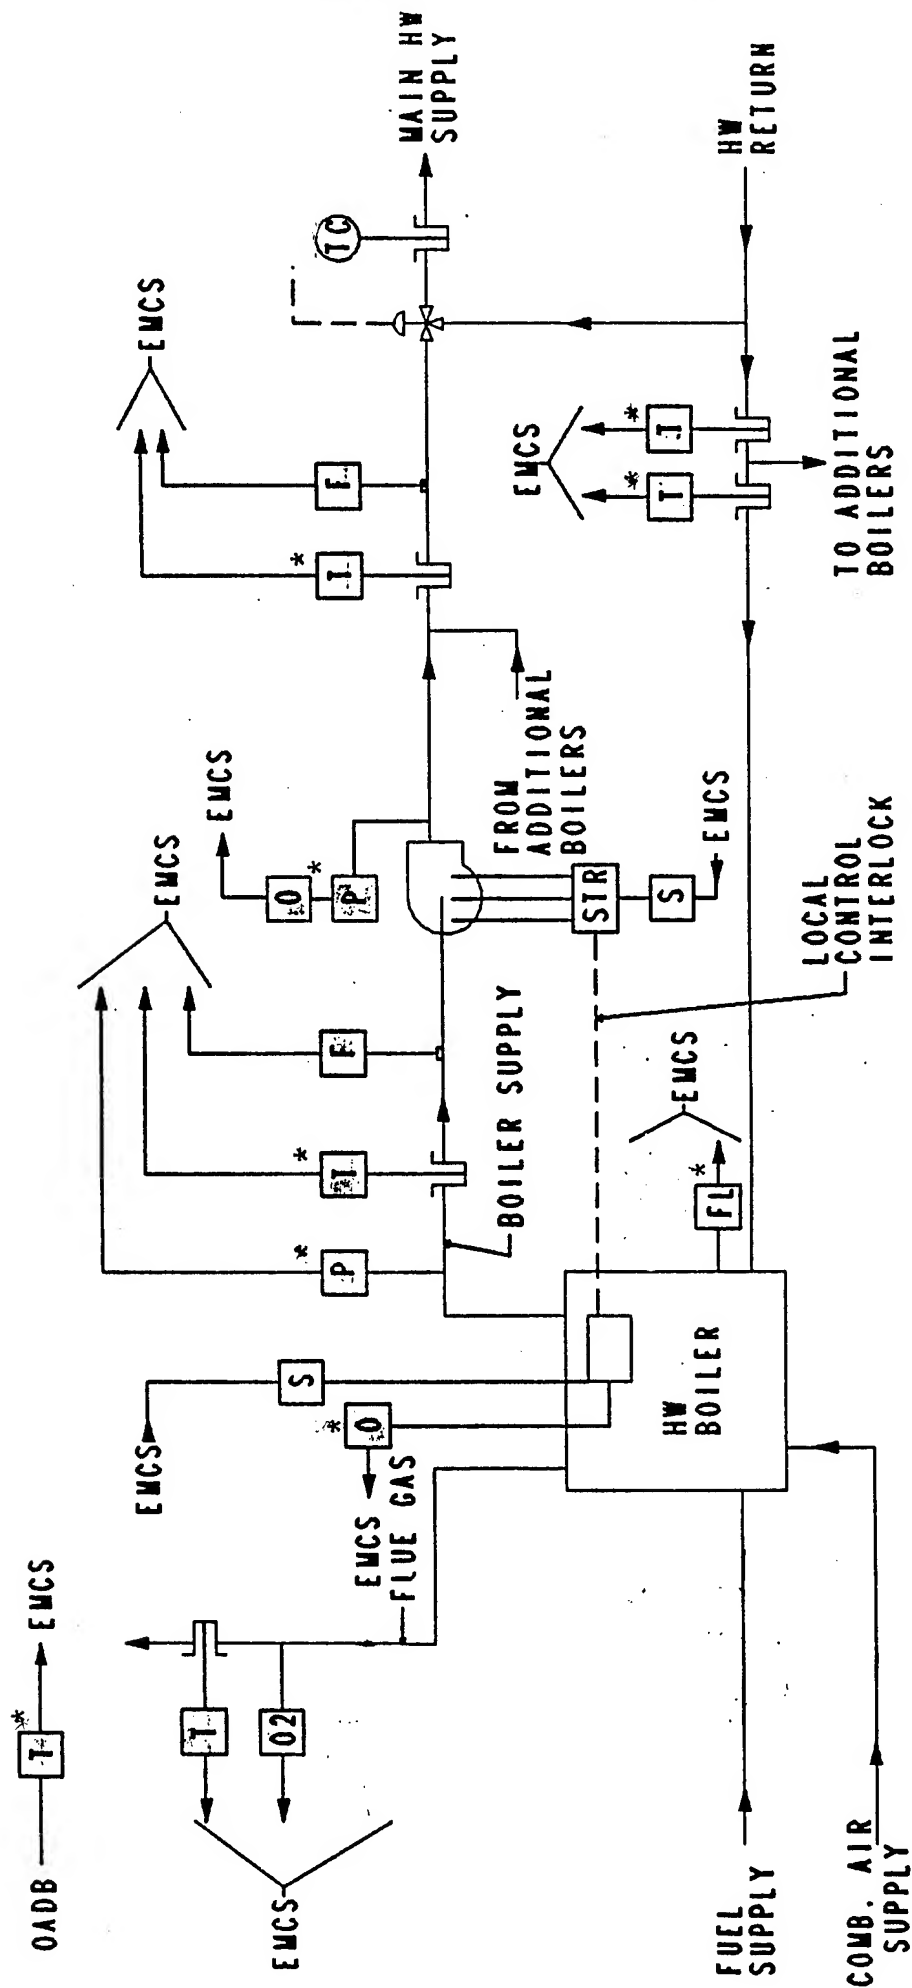 OADB
T*
EMCS
EMCS
T
O2
EMCS
FLUE GAS
EMCS
S
* O
EMCS
P*
T*
F
EMCS
EMCS
O
P*
T*
F
EMCS
TC
MAIN HW
SUPPLY
BOILER SUPPLY
FROM
ADDITIONAL
BOILERS
STR
S
EMCS
LOCAL
CONTROL
INTERLOCK
HW
BOILER
FL*
EMCS
EMCS
T*
T*
TO ADDITIONAL
BOILERS
HW
RETURN
FUEL
SUPPLY
COMB. AIR
SUPPLY